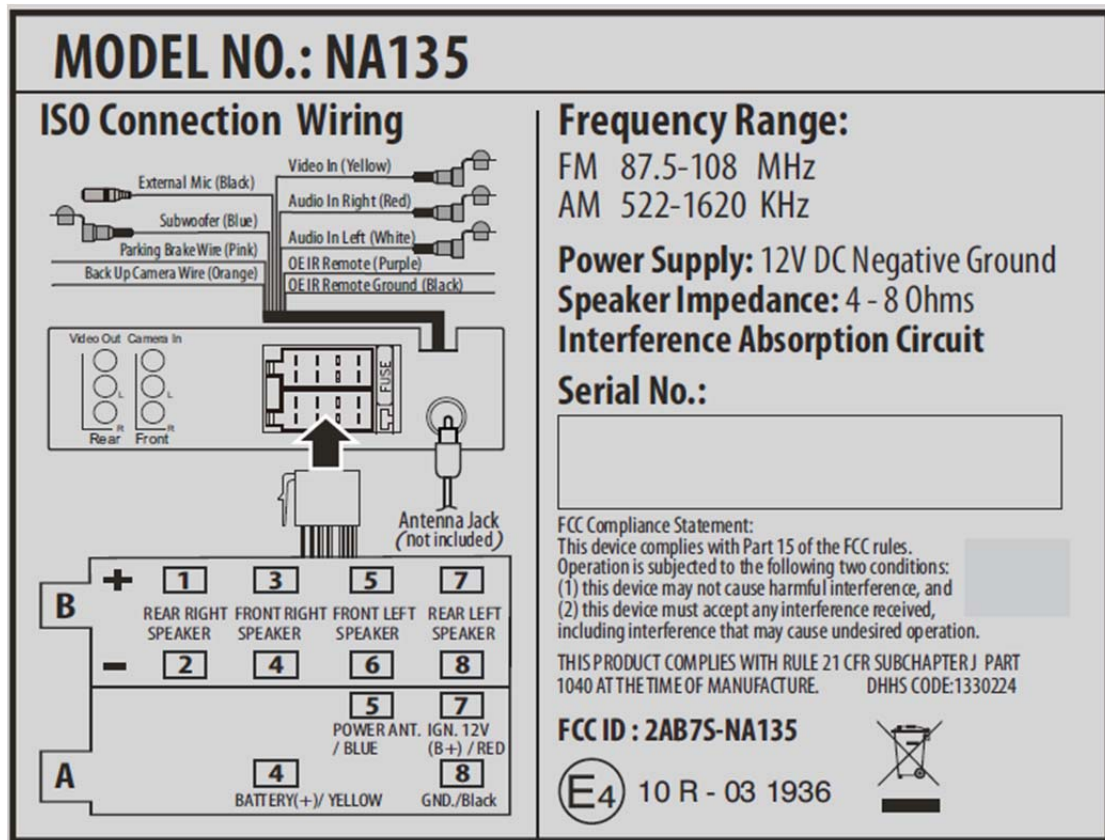 MODEL NO.: NA135
ISO Connection Wiring
Video In (Yellow)
External Mic (Black)
Audio In Right (Red)
Subwoofer (Blue)
Audio In Left (White)
Parking Brake Wire (Pink)
OE IR Remote (Purple)
Back Up Camera Wire (Orange)
OE IR Remote Ground (Black)
Video Out Camera In
L L
R R
Rear Front
FUSE
Antenna Jack
(not included)
B
+ 1 3 5 7
REAR RIGHT SPEAKER
FRONT RIGHT SPEAKER
FRONT LEFT SPEAKER
REAR LEFT SPEAKER
- 2 4 6 8
A
5 7
POWER ANT. / BLUE
IGN. 12V (B+) / RED
4 8
BATTERY(+)/ YELLOW
GND./Black
Frequency Range:
FM 87.5-108 MHz
AM 522-1620 KHz
Power Supply: 12V DC Negative Ground
Speaker Impedance: 4 - 8 Ohms
Interference Absorption Circuit
Serial No.:
FCC Compliance Statement:
This device complies with Part 15 of the FCC rules.
Operation is subjected to the following two conditions:
(1) this device may not cause harmful interference, and
(2) this device must accept any interference received,
including interference that may cause undesired operation.
THIS PRODUCT COMPLIES WITH RULE 21 CFR SUBCHAPTER J PART
1040 AT THE TIME OF MANUFACTURE. DHHS CODE:1330224
FCC ID : 2AB7S-NA135
E4 10 R - 03 1936